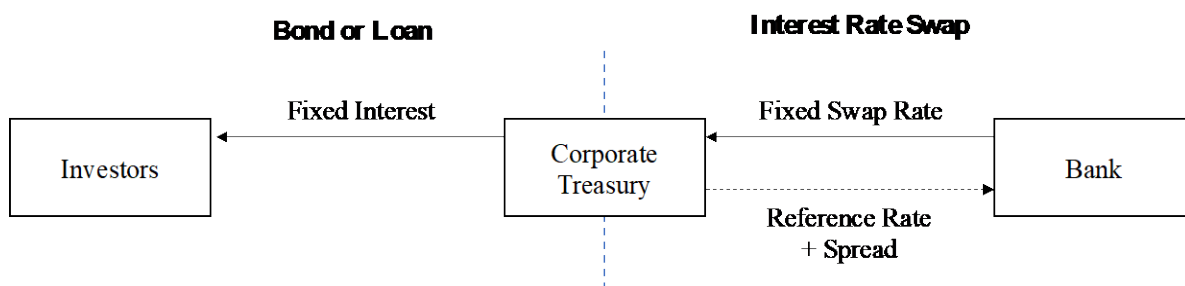 Bond or Loan
Interest Rate Swap
Fixed Interest
Fixed Swap Rate
Investors
Corporate
Treasury
Bank
Reference Rate
+ Spread